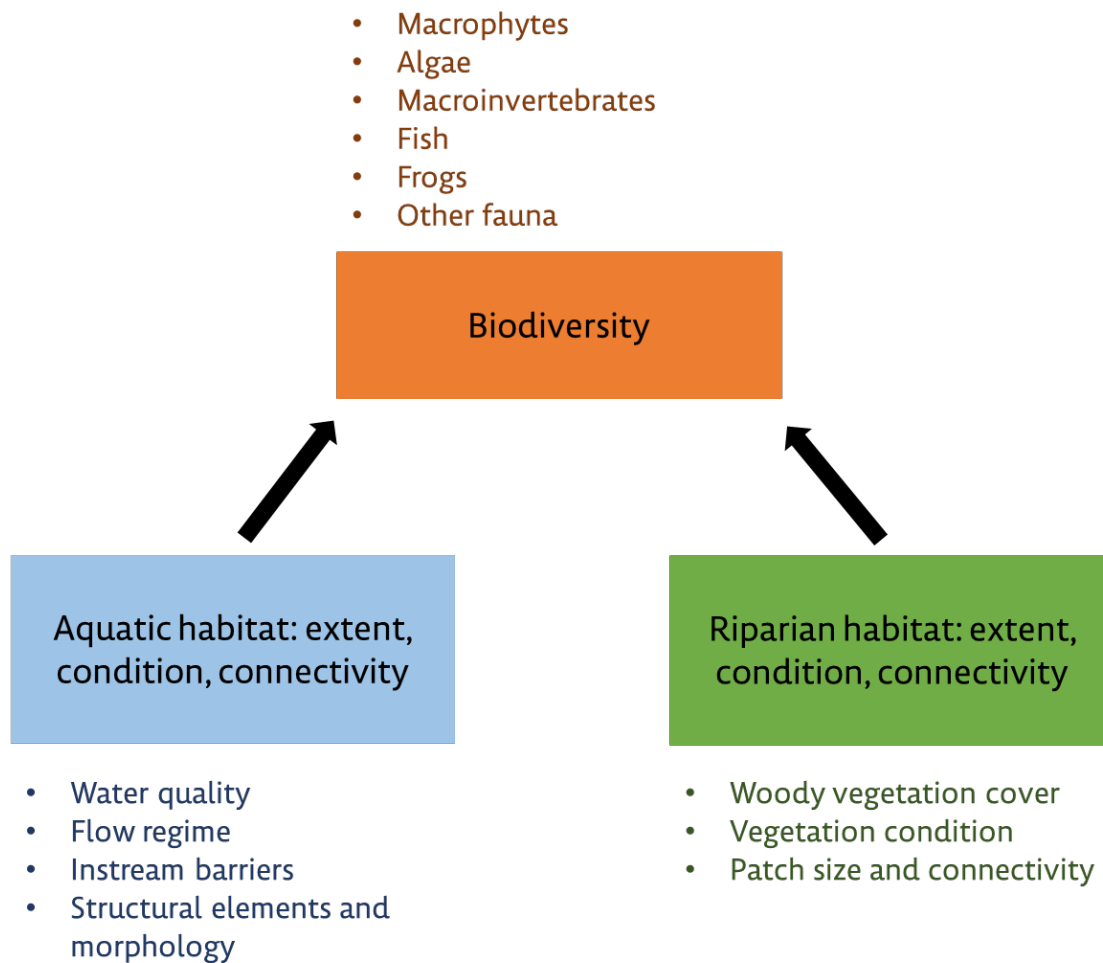 • Macrophytes
• Algae
• Macroinvertebrates
• Fish
• Frogs
• Other fauna
Biodiversity
Aquatic habitat: extent,
condition, connectivity
• Water quality
• Flow regime
• Instream barriers
• Structural elements and
morphology
Riparian habitat: extent,
condition, connectivity
• Woody vegetation cover
• Vegetation condition
• Patch size and connectivity